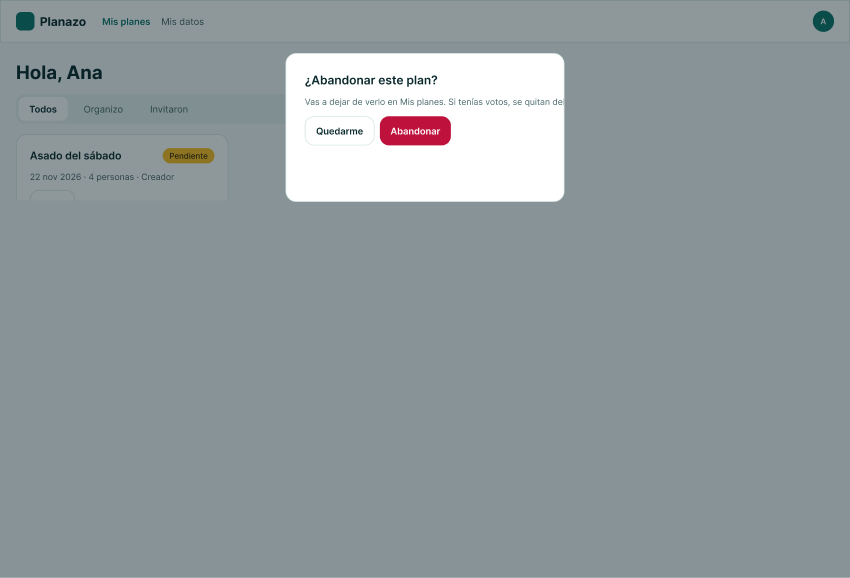 Planazo Mis planes Mis datos A
Hola, Ana
Todos Organizo Invitaron
Asado del sábado Pendiente
22 nov 2026 · 4 personas · Creador
¿Abandonar este plan?
Vas a dejar de verlo en Mis planes. Si tenías votos, se quitan del
Quedarme Abandonar